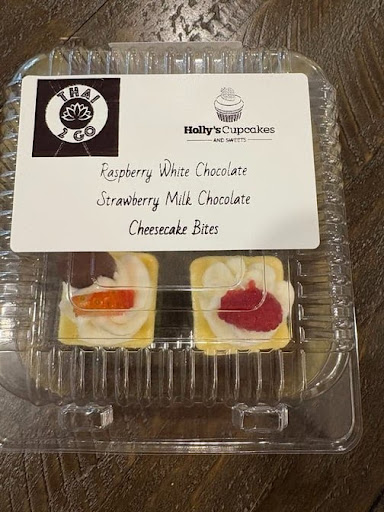 THAI
2 GO
Holly's Cupcakes
AND SWEETS
Raspberry White Chocolate
Strawberry Milk Chocolate
Cheesecake Bites